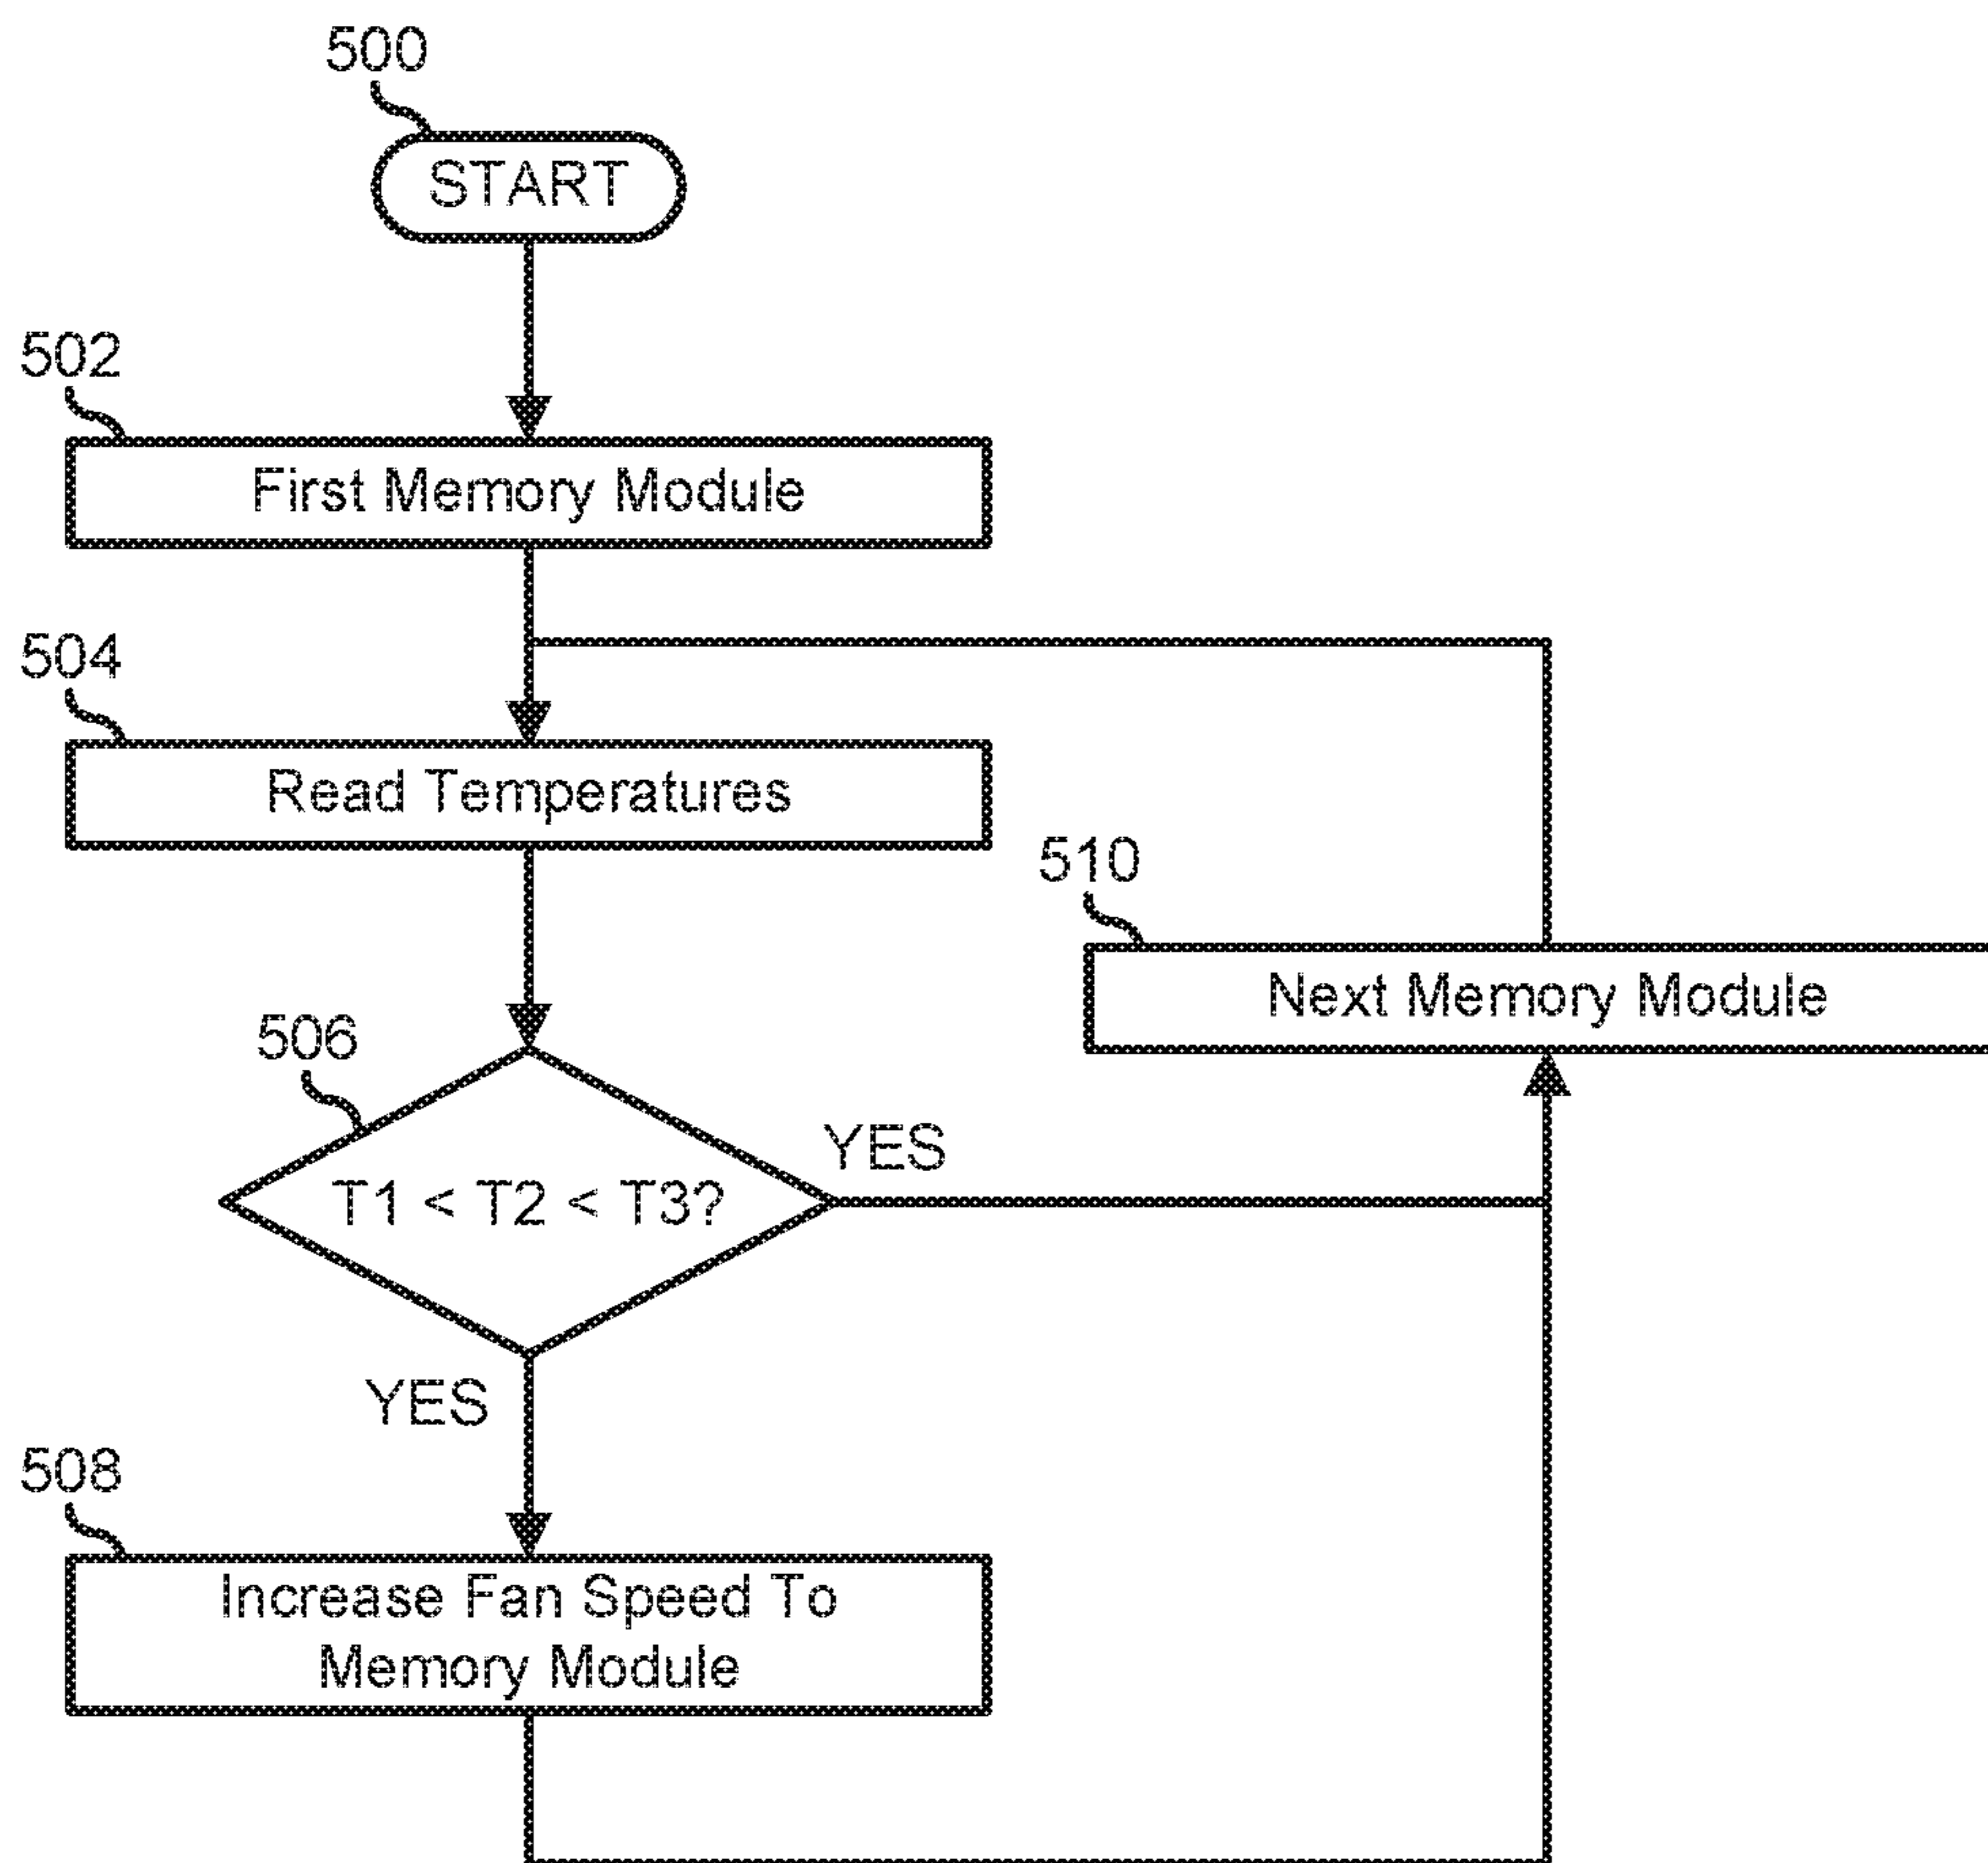 500
START
502
First Memory Module
504
Read Temperatures
510
Next Memory Module
506
T1 < T2 < T3?
YES
YES
508
Increase Fan Speed To
Memory Module